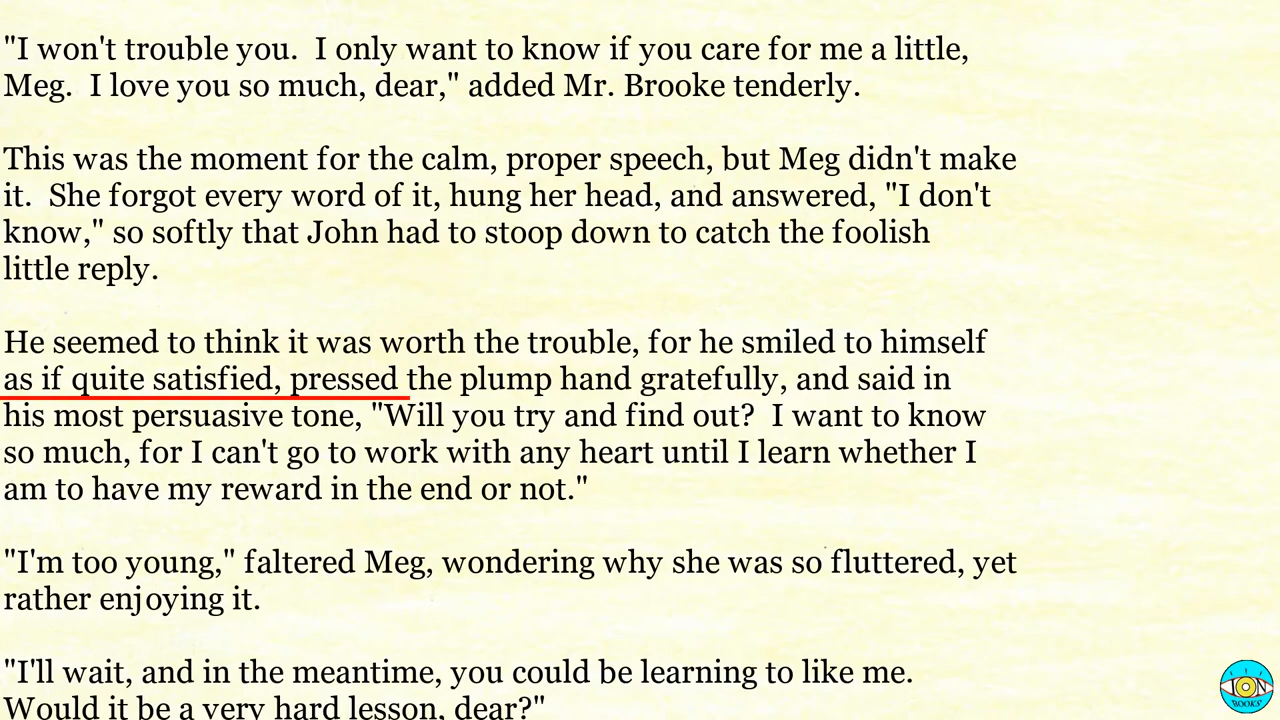 "I won't trouble you.  I only want to know if you care for me a little,
Meg.  I love you so much, dear," added Mr. Brooke tenderly.
This was the moment for the calm, proper speech, but Meg didn't make
it.  She forgot every word of it, hung her head, and answered, "I don't
know," so softly that John had to stoop down to catch the foolish
little reply.
He seemed to think it was worth the trouble, for he smiled to himself
as if quite satisfied, pressed the plump hand gratefully, and said in
his most persuasive tone, "Will you try and find out?  I want to know
so much, for I can't go to work with any heart until I learn whether I
am to have my reward in the end or not."
"I'm too young," faltered Meg, wondering why she was so fluttered, yet
rather enjoying it.
"I'll wait, and in the meantime, you could be learning to like me.
Would it be a very hard lesson, dear?"
ION
BOOKS